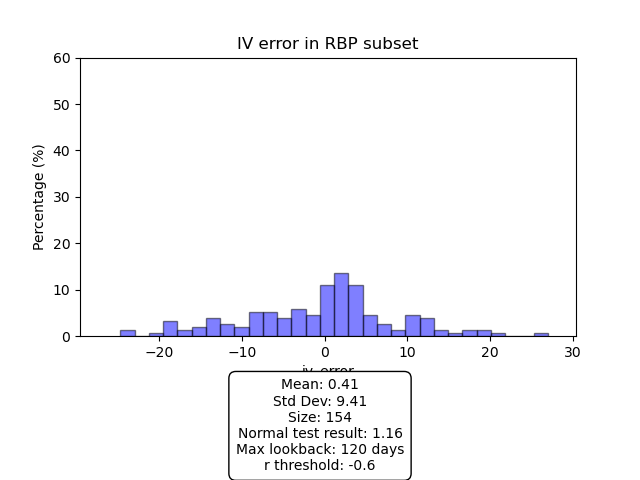 IV error in RBP subset
Percentage (%)
60
50
40
30
20
10
0
−20
−10
0
10
20
30
iv_error
Mean: 0.41
Std Dev: 9.41
Size: 154
Normal test result: 1.16
Max lookback: 120 days
r threshold: -0.6